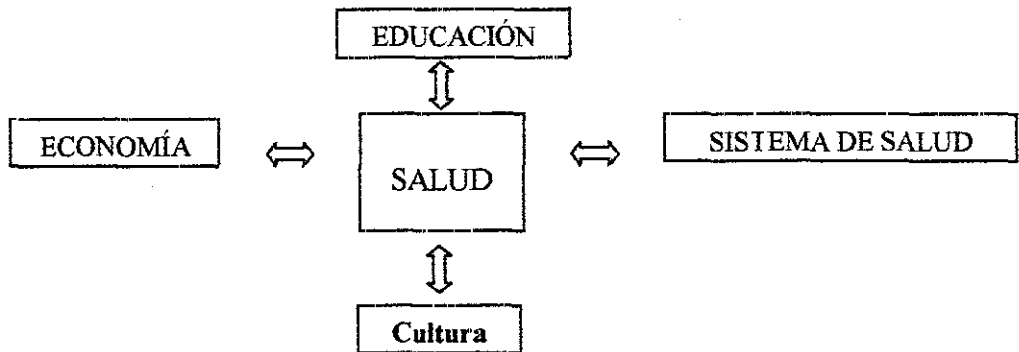 EDUCACIÓN
ECONOMÍA
SALUD
SISTEMA DE SALUD
Cultura